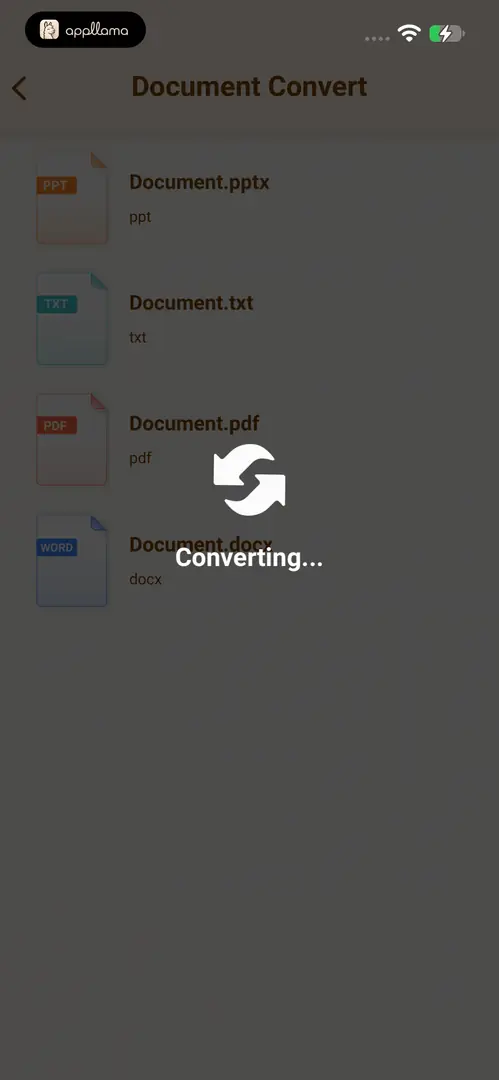 appllama
Document Convert
PPT
Document.pptx
ppt
TXT
Document.txt
txt
PDF
Document.pdf
pdf
WORD
Document.docx
Converting...
docx